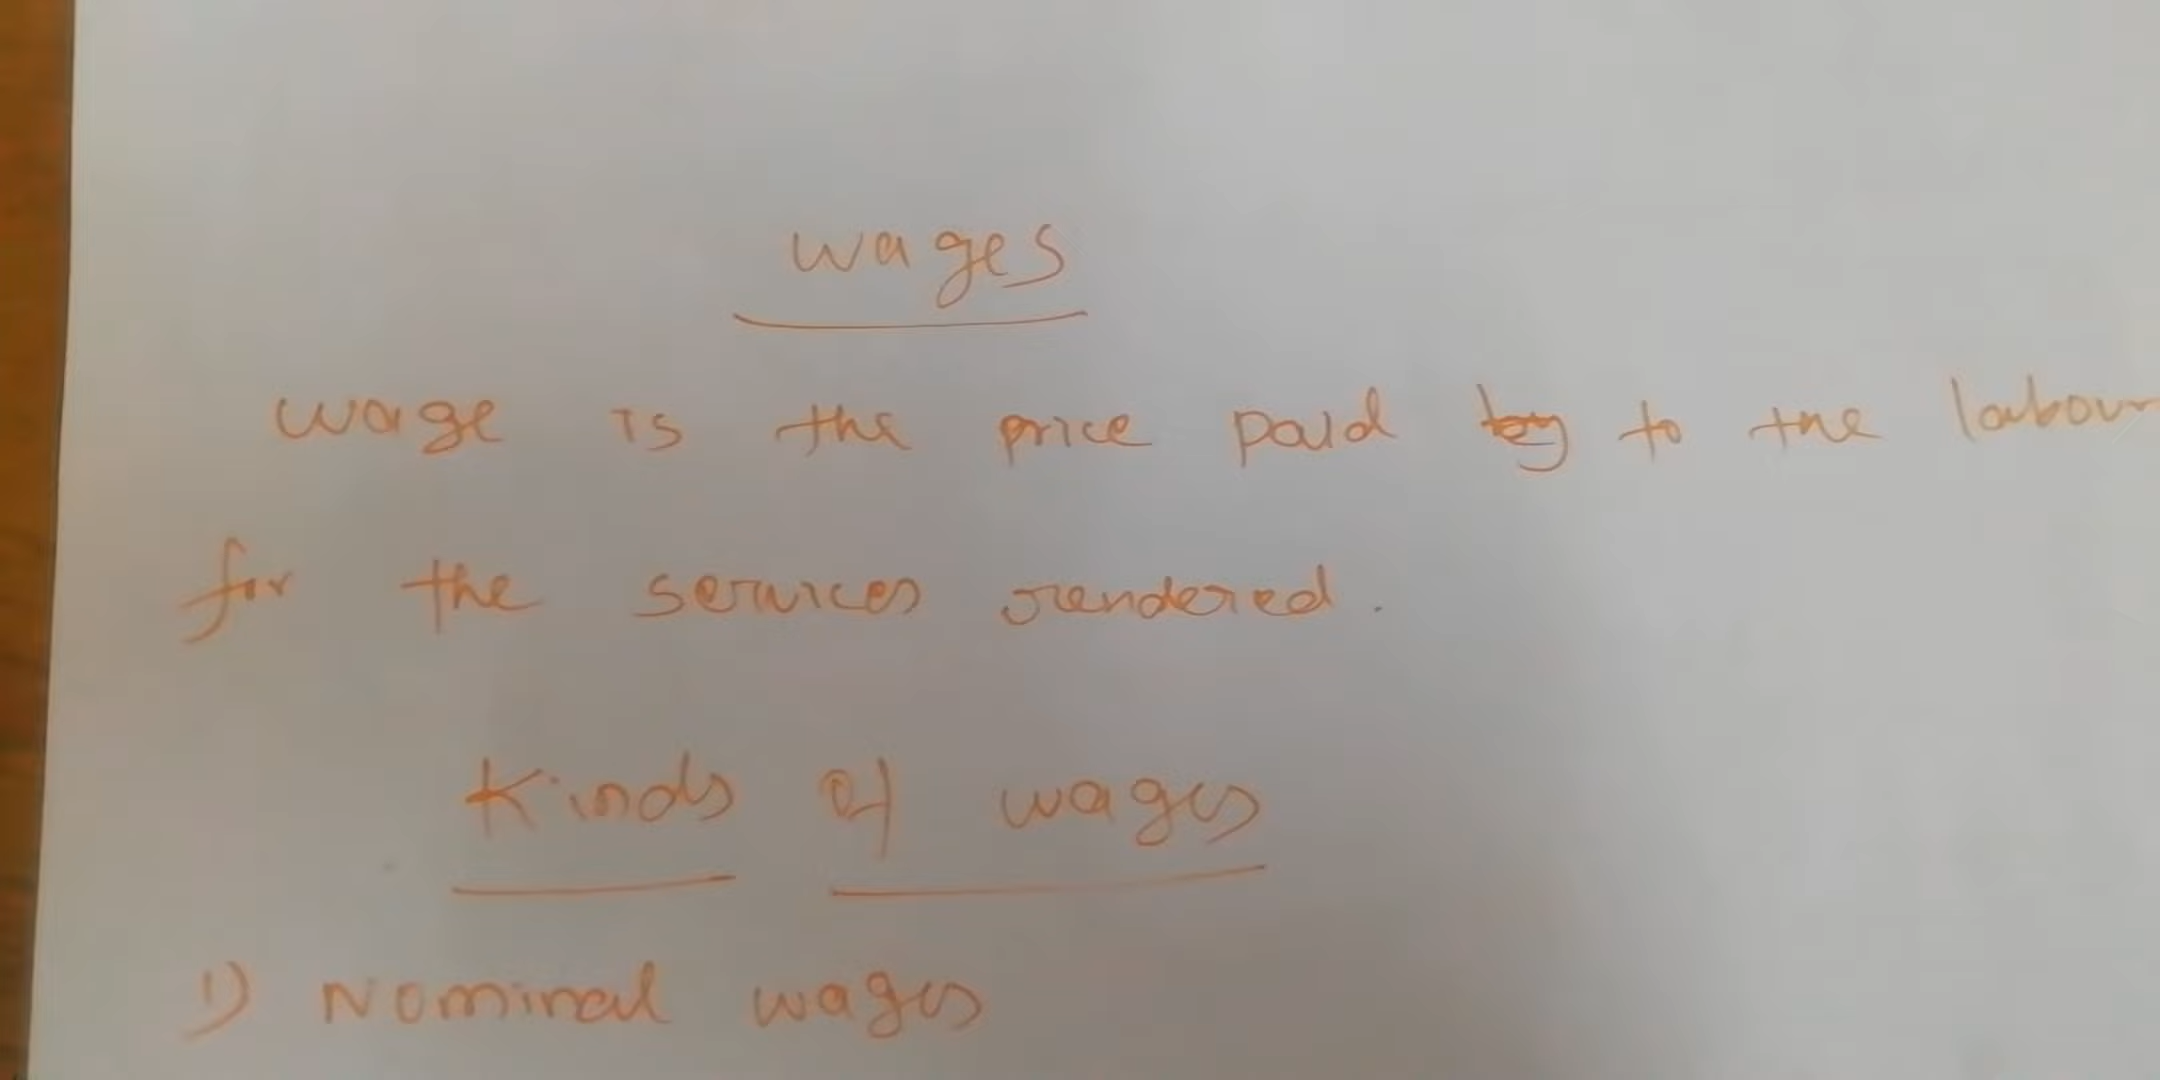 wages
wage is the price paid to the labour
for the services rendered.
Kinds of wages
1) Nominal wages